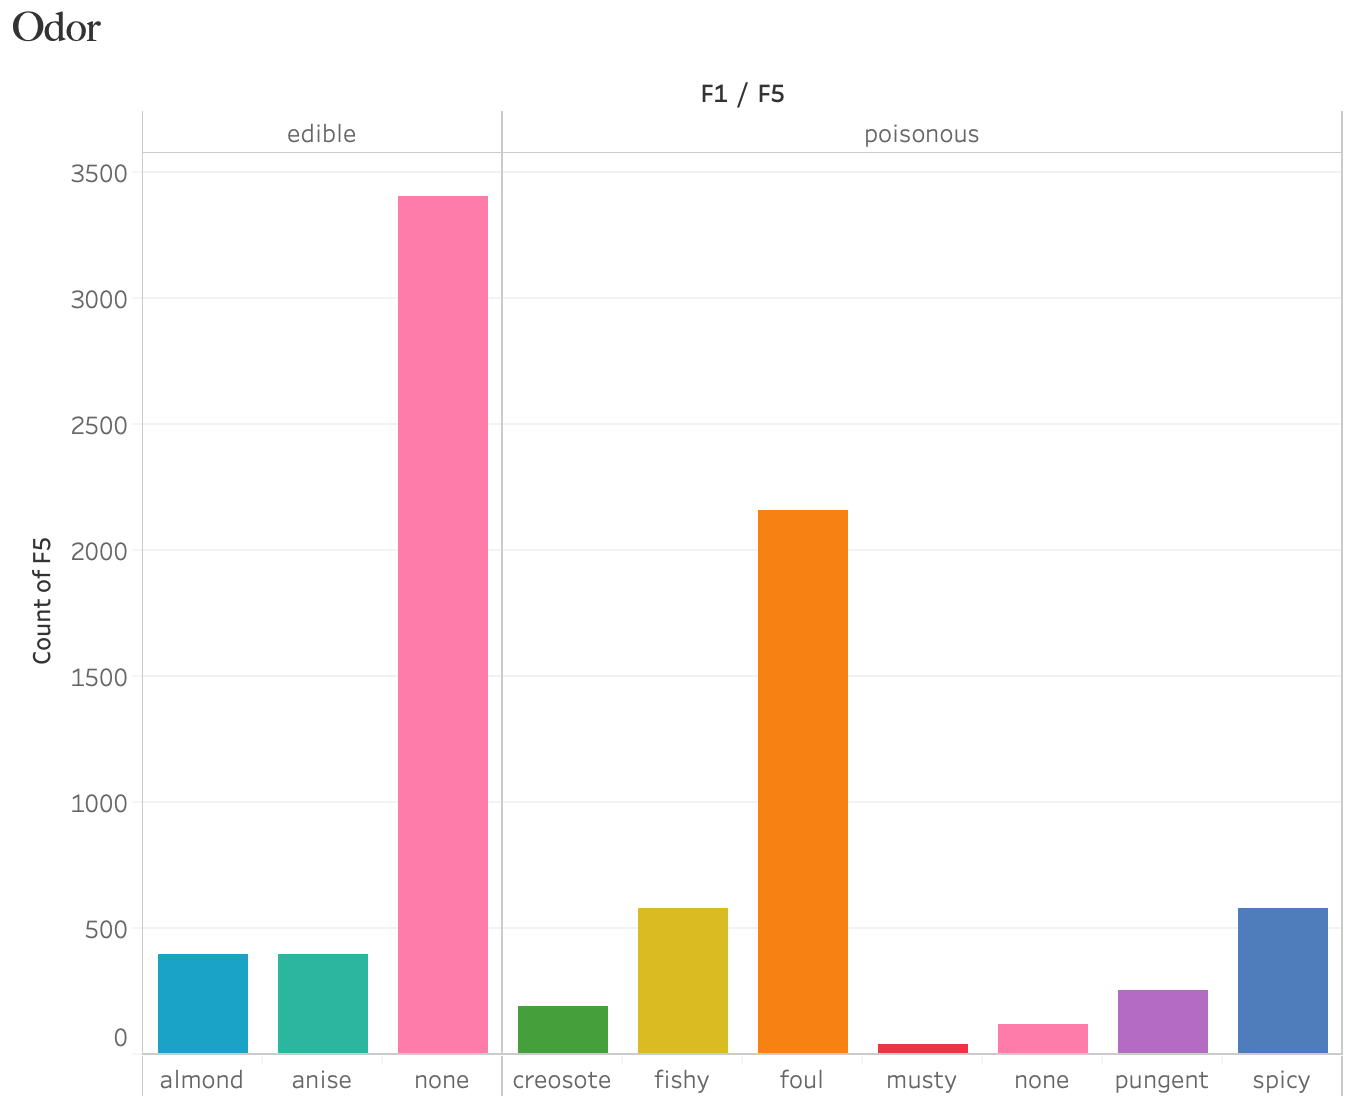 Odor
F1 / F5
edible poisonous
3500
3000
2500
2000
1500
1000
500
0
Count of F5
almond anise none creosote fishy foul musty none pungent spicy